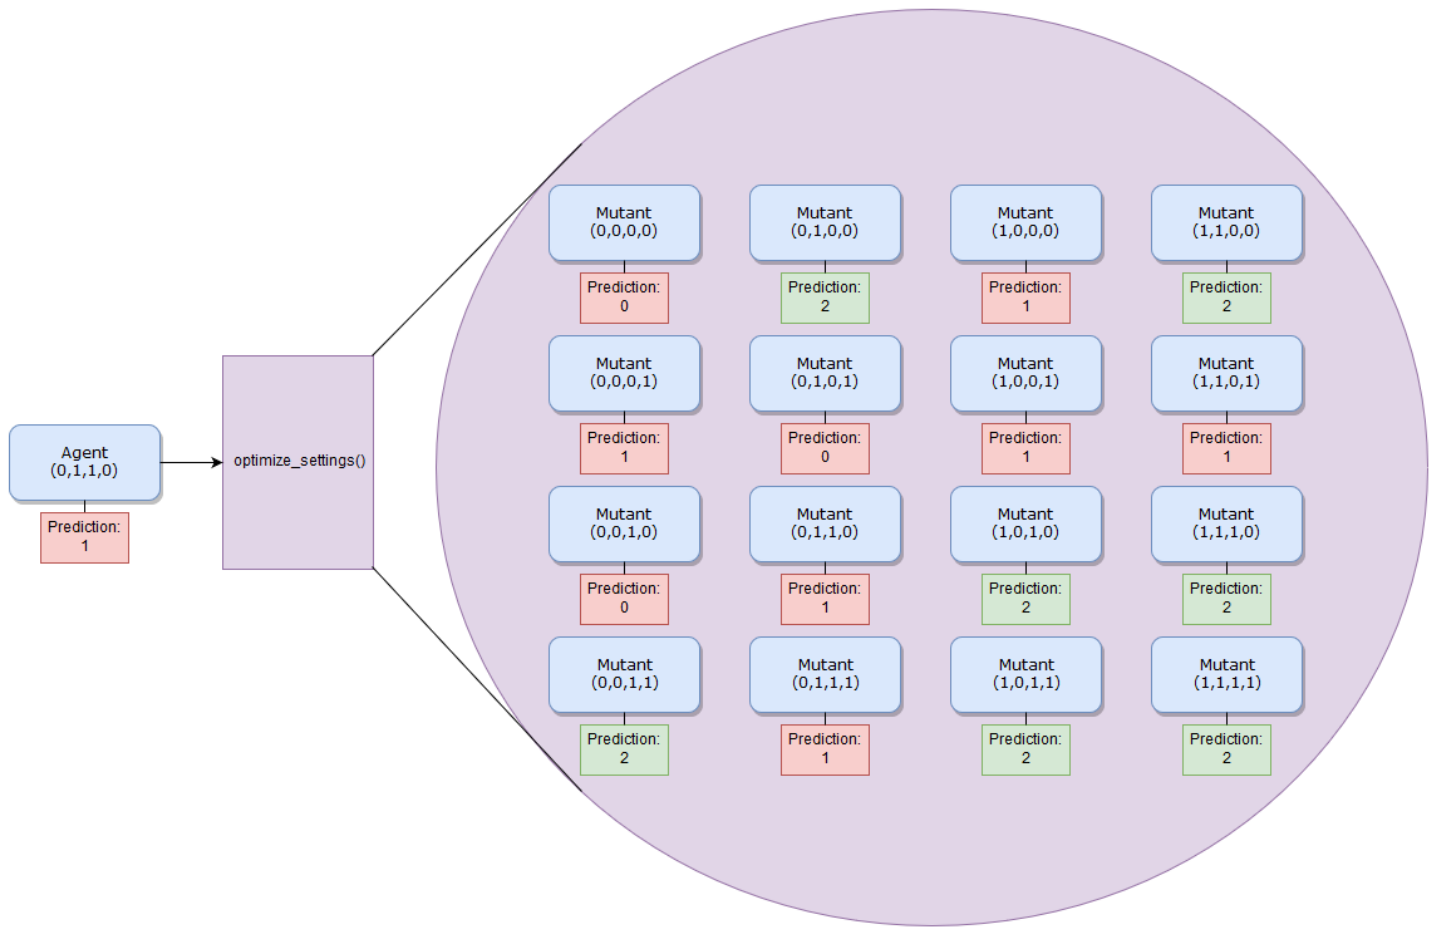 Agent
(0,1,1,0)
Prediction:
1
optimize_settings()
Mutant
(0,0,0,0)
Prediction:
0
Mutant
(0,1,0,0)
Prediction:
2
Mutant
(1,0,0,0)
Prediction:
1
Mutant
(1,1,0,0)
Prediction:
2
Mutant
(0,0,0,1)
Prediction:
1
Mutant
(0,1,0,1)
Prediction:
0
Mutant
(1,0,0,1)
Prediction:
1
Mutant
(1,1,0,1)
Prediction:
1
Mutant
(0,0,1,0)
Prediction:
0
Mutant
(0,1,1,0)
Prediction:
1
Mutant
(1,0,1,0)
Prediction:
2
Mutant
(1,1,1,0)
Prediction:
2
Mutant
(0,0,1,1)
Prediction:
2
Mutant
(0,1,1,1)
Prediction:
1
Mutant
(1,0,1,1)
Prediction:
2
Mutant
(1,1,1,1)
Prediction:
2